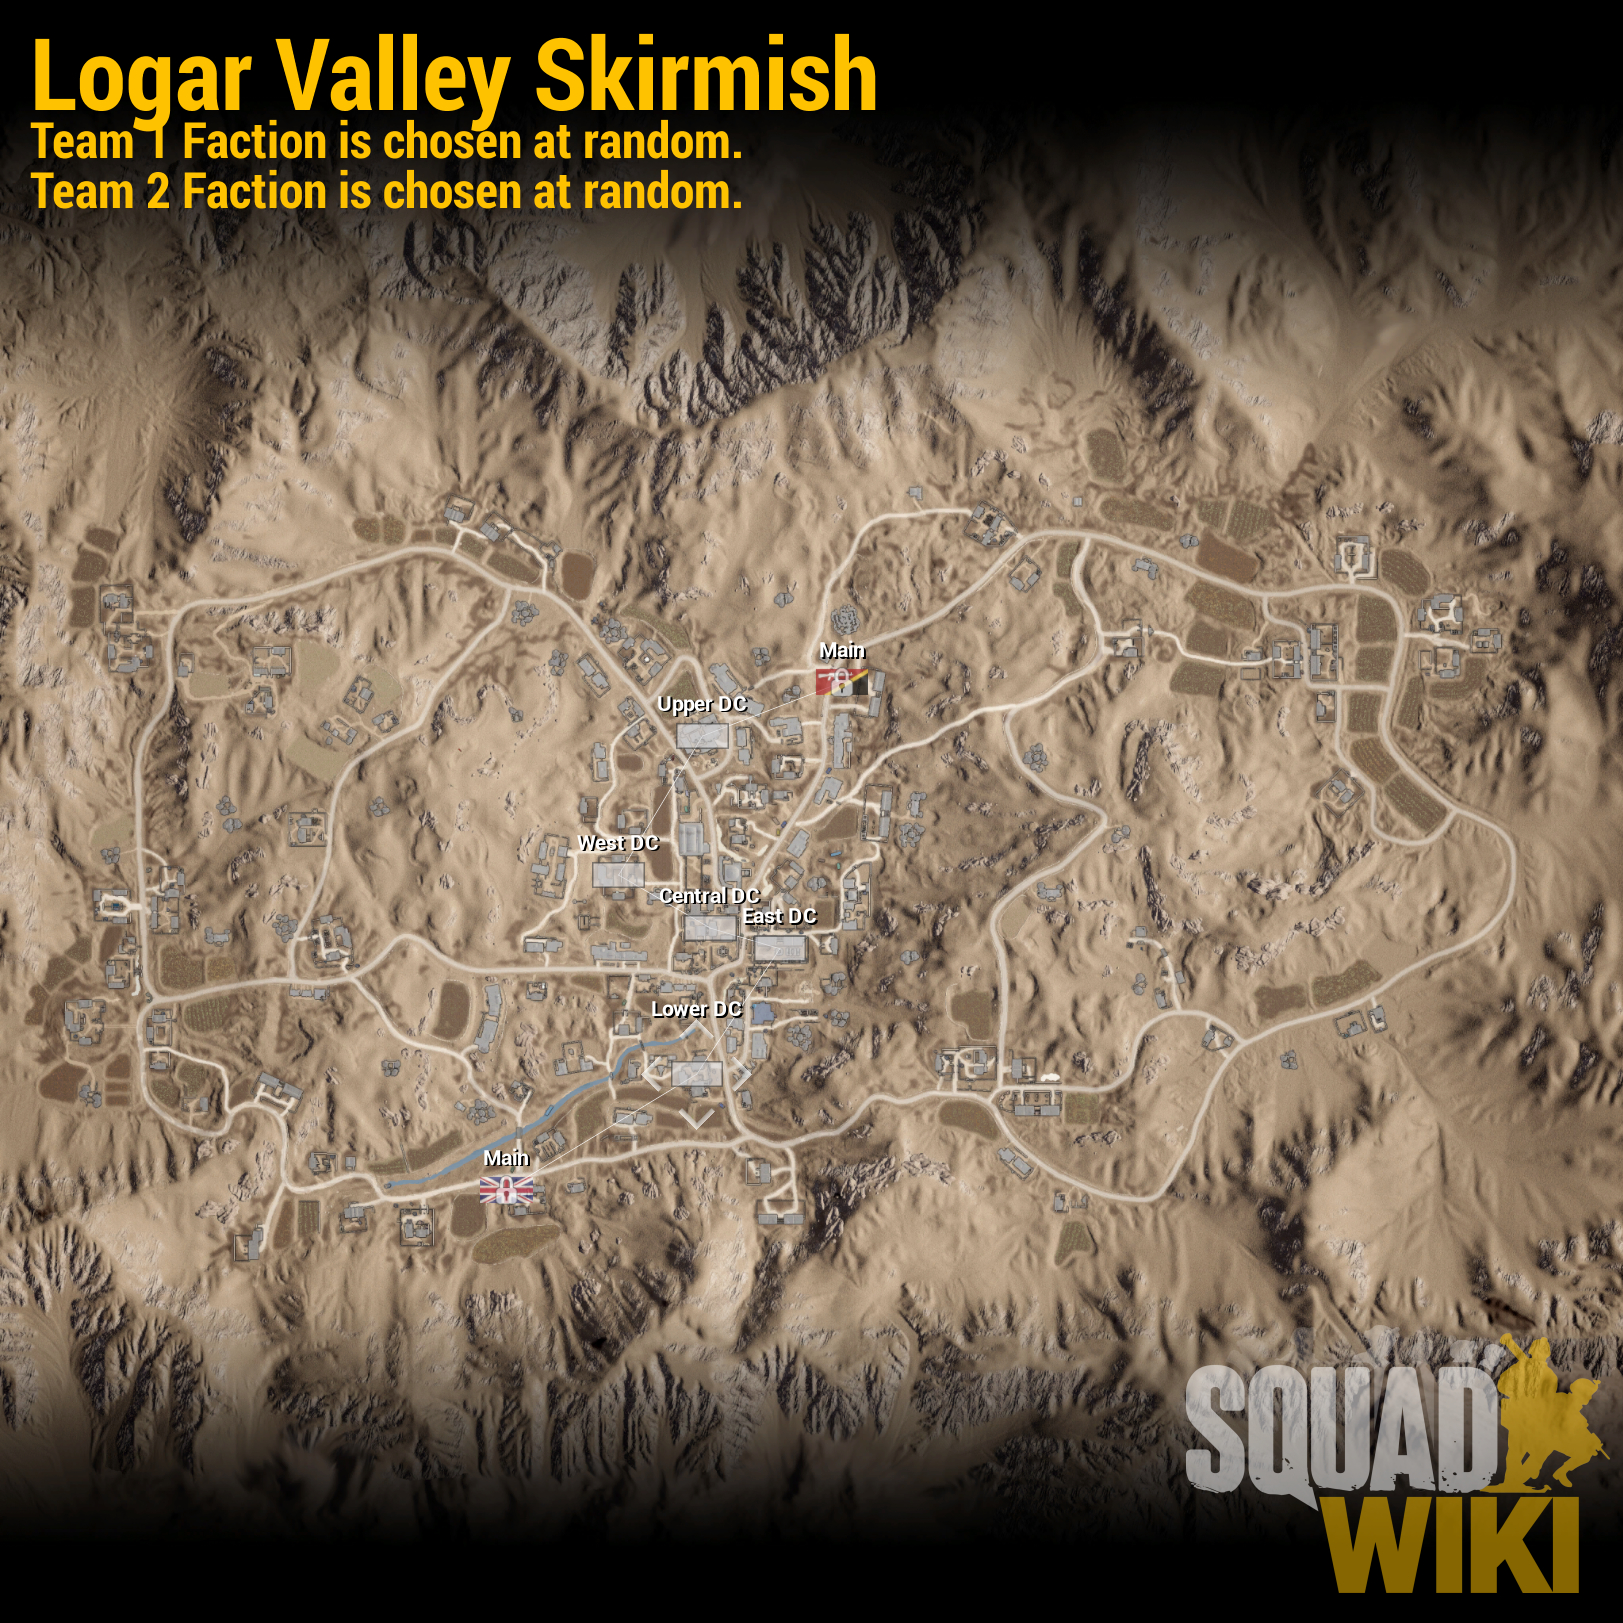 Logar Valley Skirmish
Team 1 Faction is chosen at random.
Team 2 Faction is chosen at random.
Main
Upper DC
West DC
Central DC
East DC
Lower DC
Main
SQUAD
WIKI